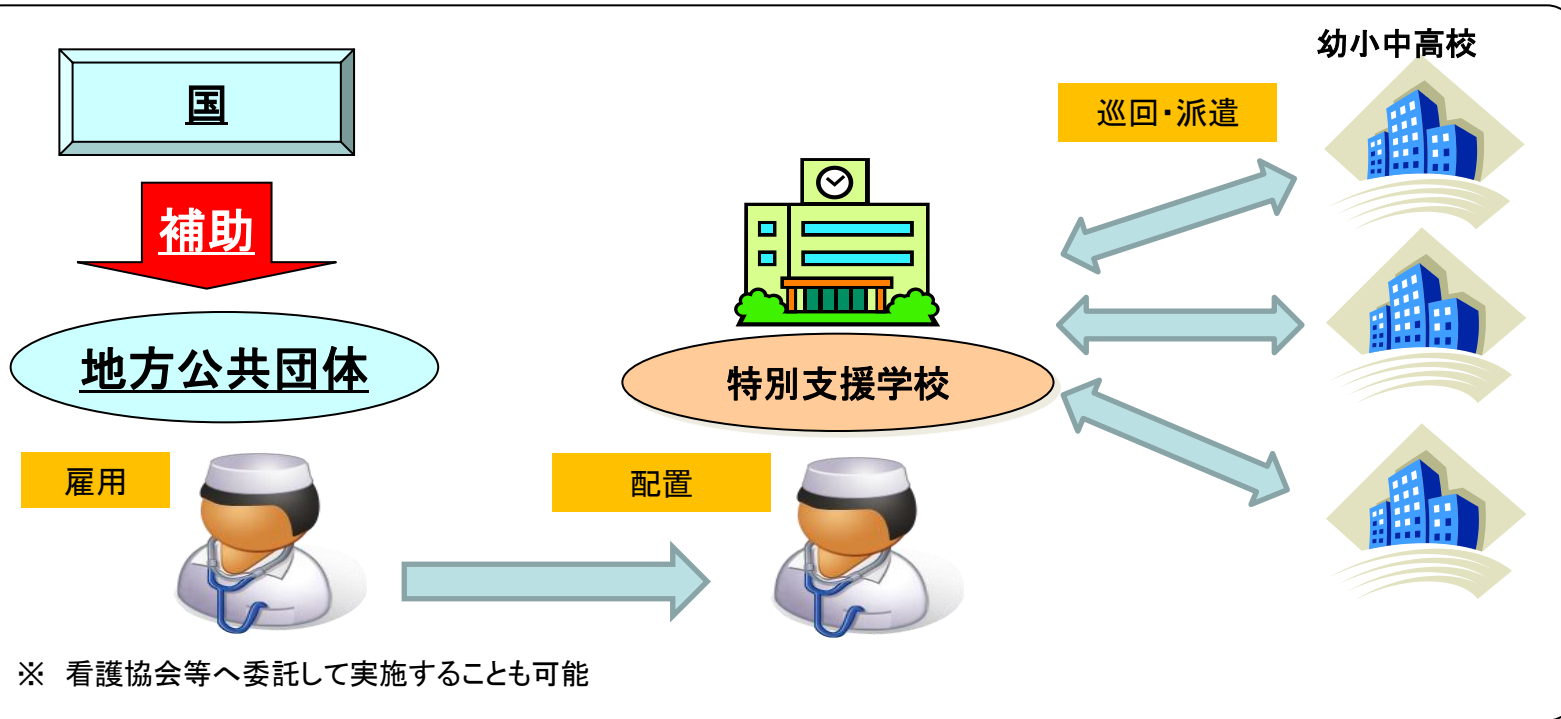 国
補助
地方公共団体
雇用
配置
特別支援学校
巡回・派遣
幼小中高校
※　看護協会等へ委託して実施することも可能